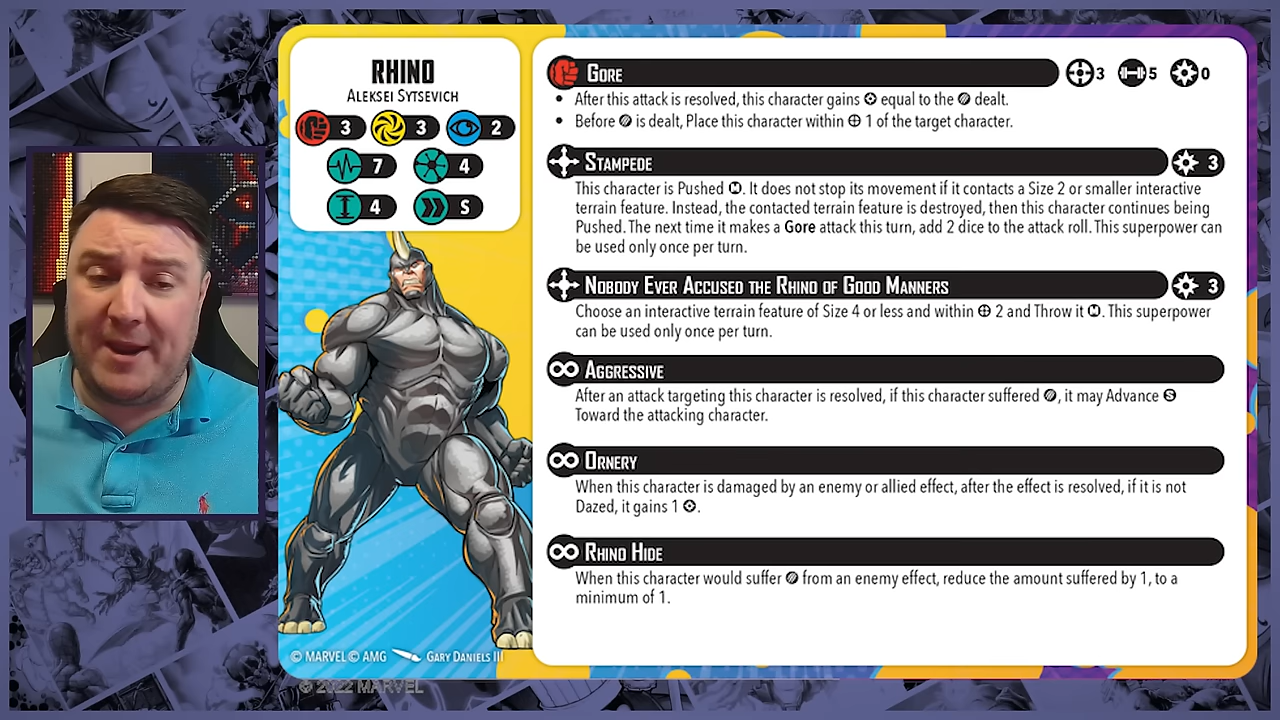 RHINO
ALEKSEI SYTSEVICH
3 3 2
7 4
4 S
GORE 3 5 0
• After this attack is resolved, this character gains equal to the dealt.
• Before is dealt, Place this character within 1 of the target character.
STAMPEDE 3
This character is Pushed M. It does not stop its movement if it contacts a Size 2 or smaller interactive
terrain feature. Instead, the contacted terrain feature is destroyed, then this character continues being
Pushed. The next time it makes a Gore attack this turn, add 2 dice to the attack roll. This superpower can
be used only once per turn.
NOBODY EVER ACCUSED THE RHINO OF GOOD MANNERS 3
Choose an interactive terrain feature of Size 4 or less and within 2 and Throw it M. This superpower
can be used only once per turn.
AGGRESSIVE
After an attack targeting this character is resolved, if this character suffered , it may Advance S
Toward the attacking character.
ORNERY
When this character is damaged by an enemy or allied effect, after the effect is resolved, if it is not
Dazed, it gains 1 .
RHINO HIDE
When this character would suffer from an enemy effect, reduce the amount suffered by 1, to a
minimum of 1.
© MARVEL © AMG GARY DANIELS III
© 2022 MARVEL